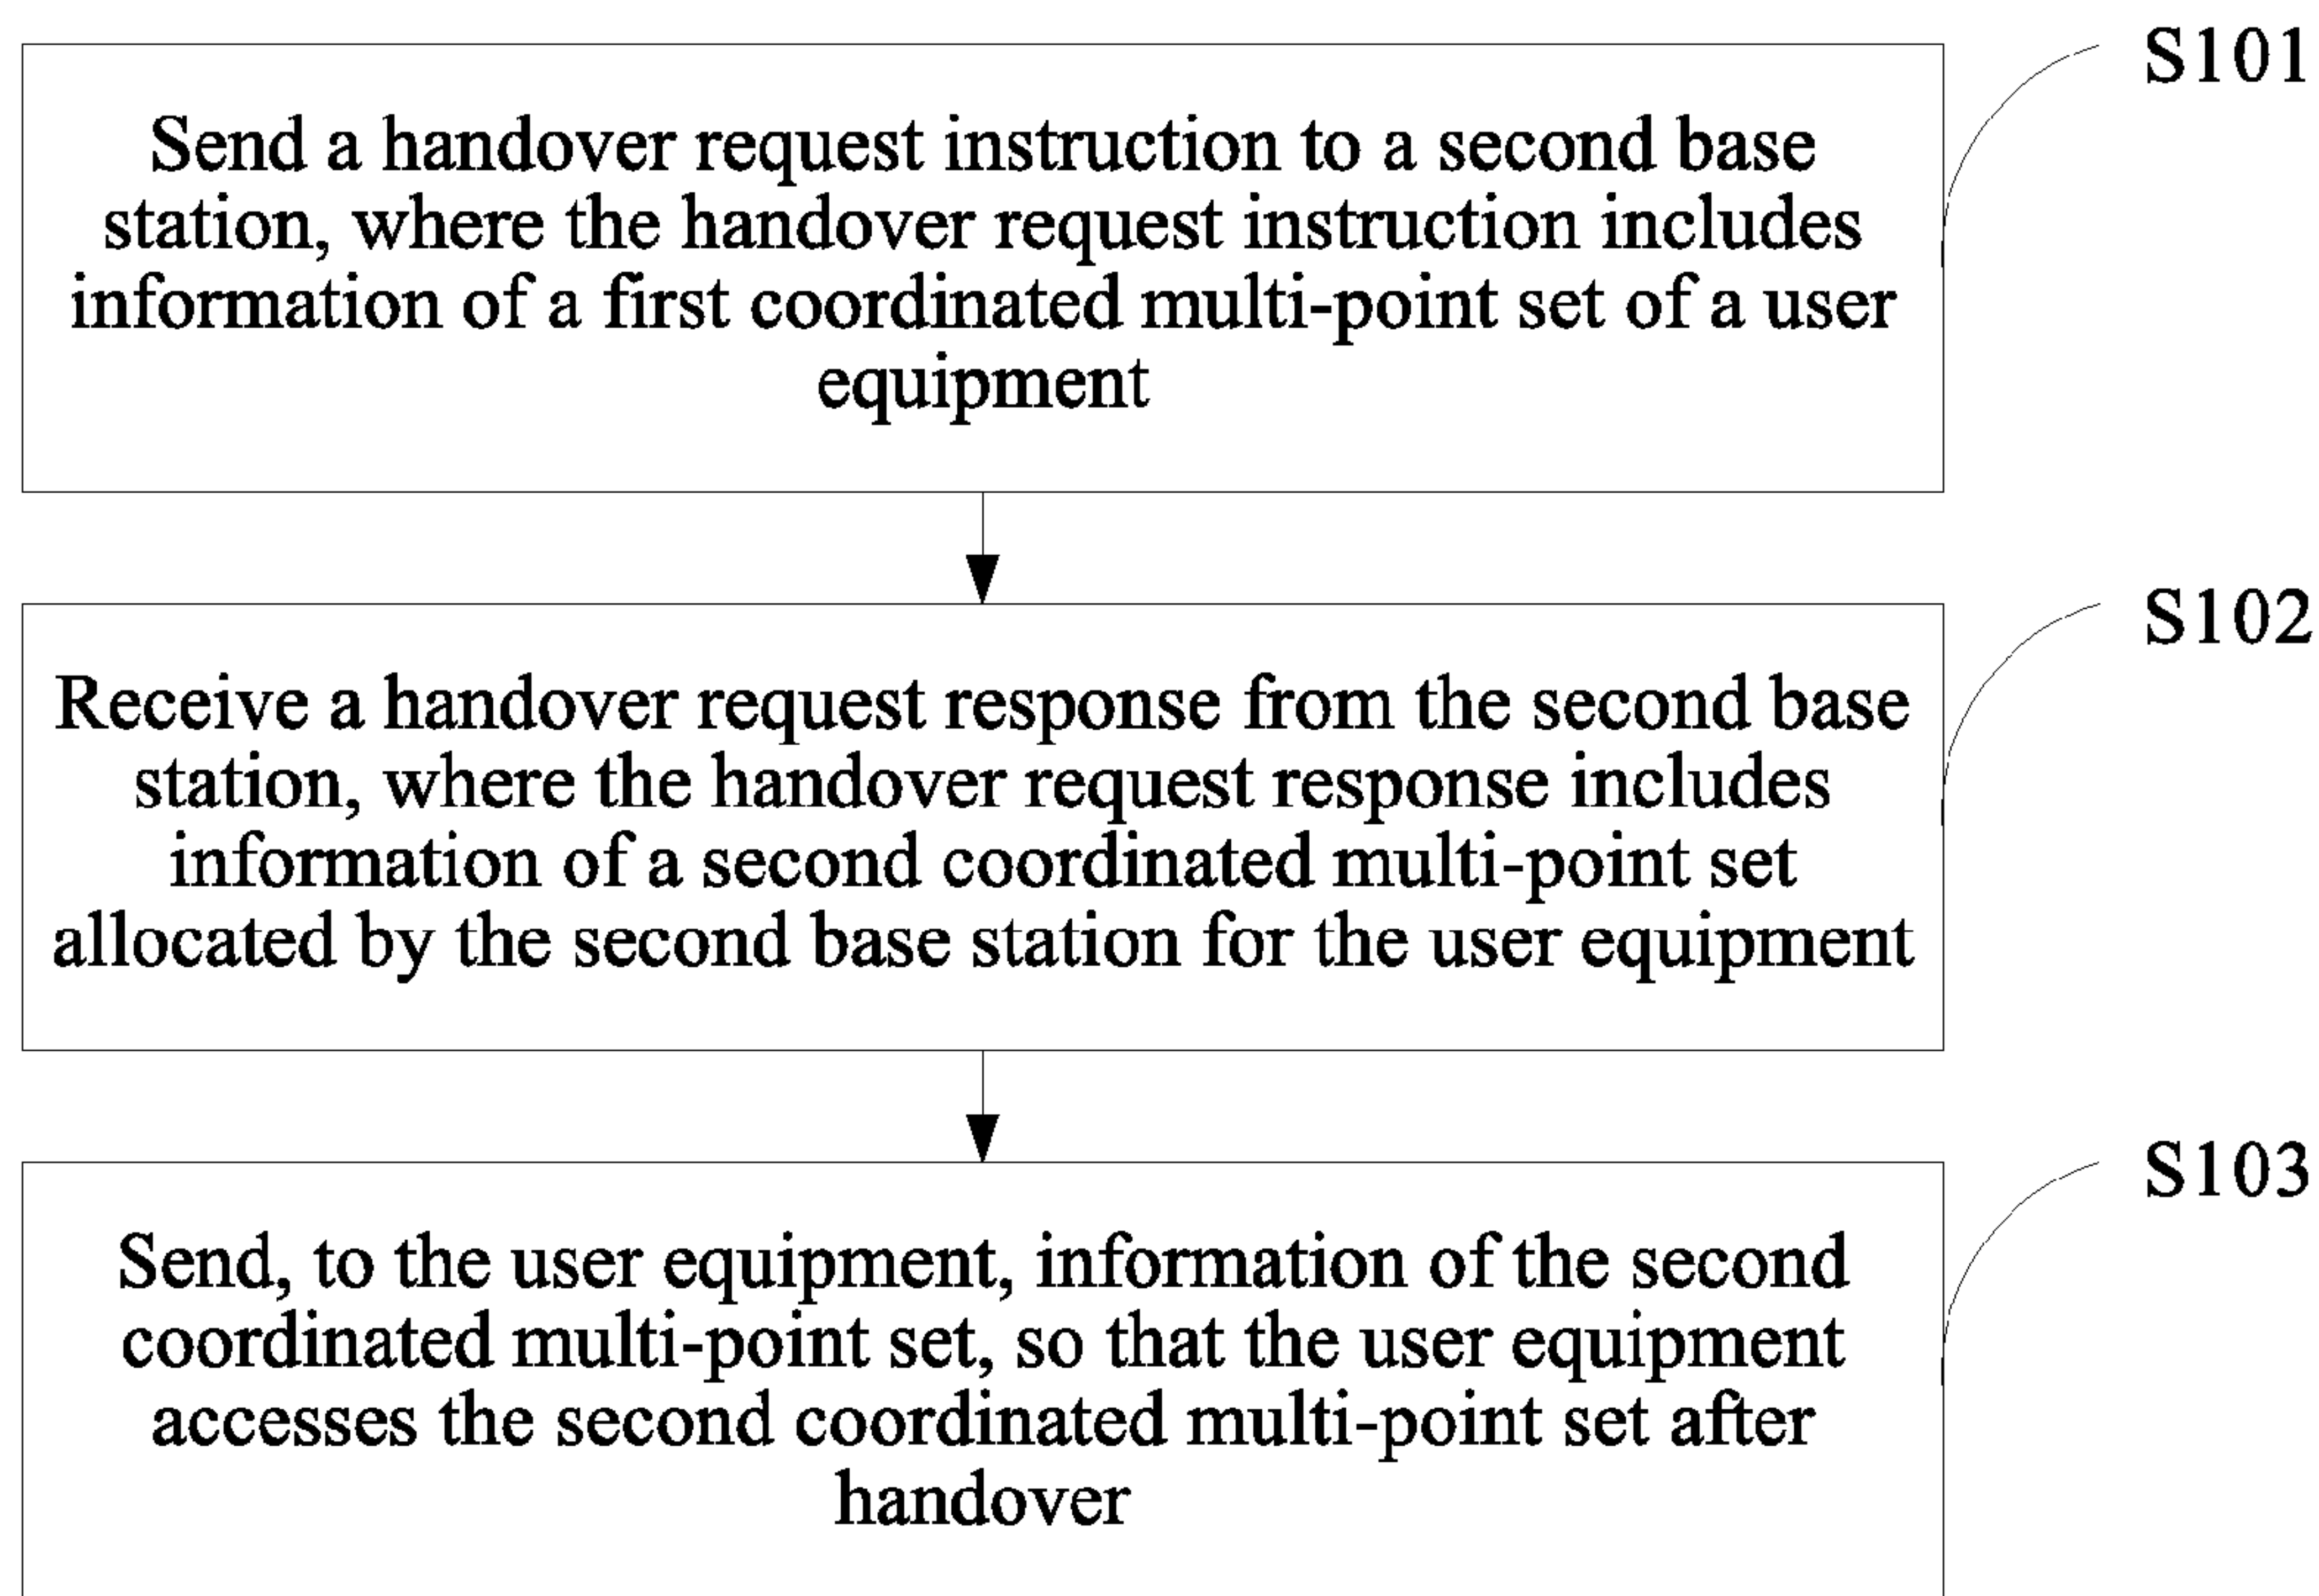 S101
Send a handover request instruction to a second base
station, where the handover request instruction includes
information of a first coordinated multi-point set of a user
equipment
S102
Receive a handover request response from the second base
station, where the handover request response includes
information of a second coordinated multi-point set
allocated by the second base station for the user equipment
S103
Send, to the user equipment, information of the second
coordinated multi-point set, so that the user equipment
accesses the second coordinated multi-point set after
handover